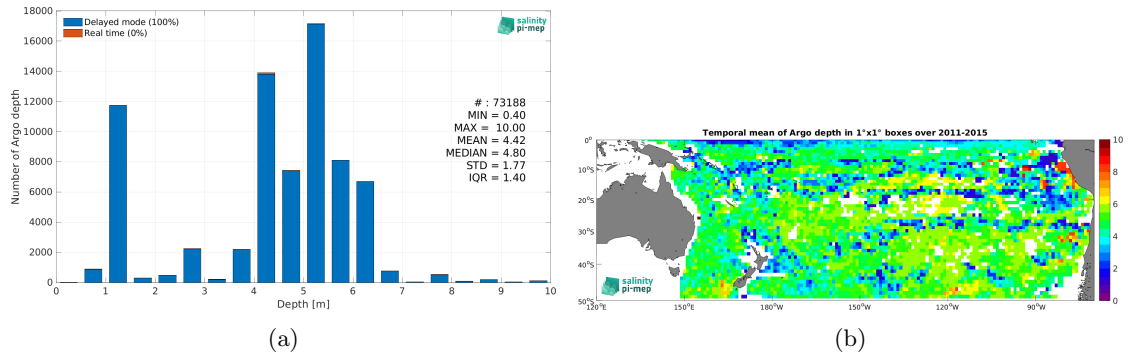 18000
16000
14000
12000
10000
8000
6000
4000
2000
0
Number of Argo depth
Delayed mode (100%)
Real time (0%)
salinity
pi-mep
# : 73188
MIN = 0.40
MAX = 10.00
MEAN = 4.42
MEDIAN = 4.80
STD = 1.77
IQR = 1.40
0 1 2 3 4 5 6 7 8 9 10
Depth [m]
(a)
Temporal mean of Argo depth in 1°x1° boxes over 2011-2015
0°
10°S
20°S
30°S
40°S
50°S
120°E 150°E 180°W 150°W 120°W 90°W
salinity
pi-mep
10
8
6
4
2
0
(b)